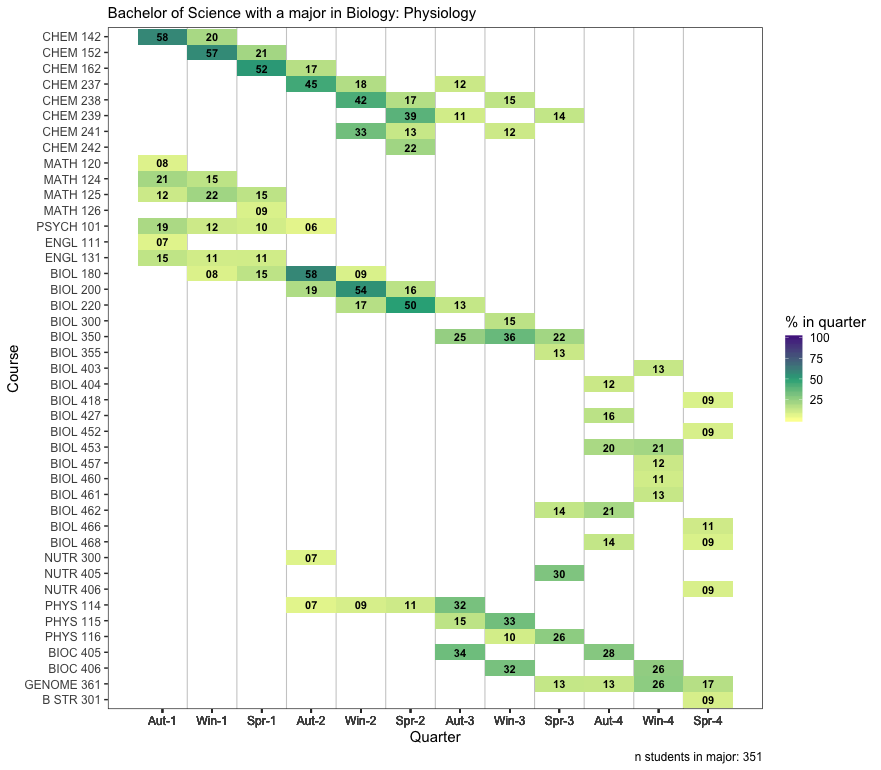 Bachelor of Science with a major in Biology: Physiology
CHEM 142 58 20
CHEM 152 57 21
CHEM 162 52 17
CHEM 237 45 18 12
CHEM 238 42 17 15
CHEM 239 39 11 14
CHEM 241 33 13 12
CHEM 242 22
MATH 120 08
MATH 124 21 15
MATH 125 12 22 15
MATH 126 09
PSYCH 101 19 12 10 06
ENGL 111 07
ENGL 131 15 11 11
BIOL 180 08 15 58 09
BIOL 200 19 54 16
BIOL 220 17 50 13
BIOL 300 15
BIOL 350 25 36 22
BIOL 355 13
BIOL 403 13
BIOL 404 12
BIOL 418 09
BIOL 427 16
BIOL 452 09
BIOL 453 20 21
BIOL 457 12
BIOL 460 11
BIOL 461 13
BIOL 462 14 21
BIOL 466 11
BIOL 468 14 09
NUTR 300 07
NUTR 405 30
NUTR 406 09
PHYS 114 07 09 11 32
PHYS 115 15 33
PHYS 116 10 26
BIOC 405 34 28
BIOC 406 32 26
GENOME 361 13 13 26 17
B STR 301 09
Aut-1 Win-1 Spr-1 Aut-2 Win-2 Spr-2 Aut-3 Win-3 Spr-3 Aut-4 Win-4 Spr-4
Quarter
Course
% in quarter
100
75
50
25
n students in major: 351